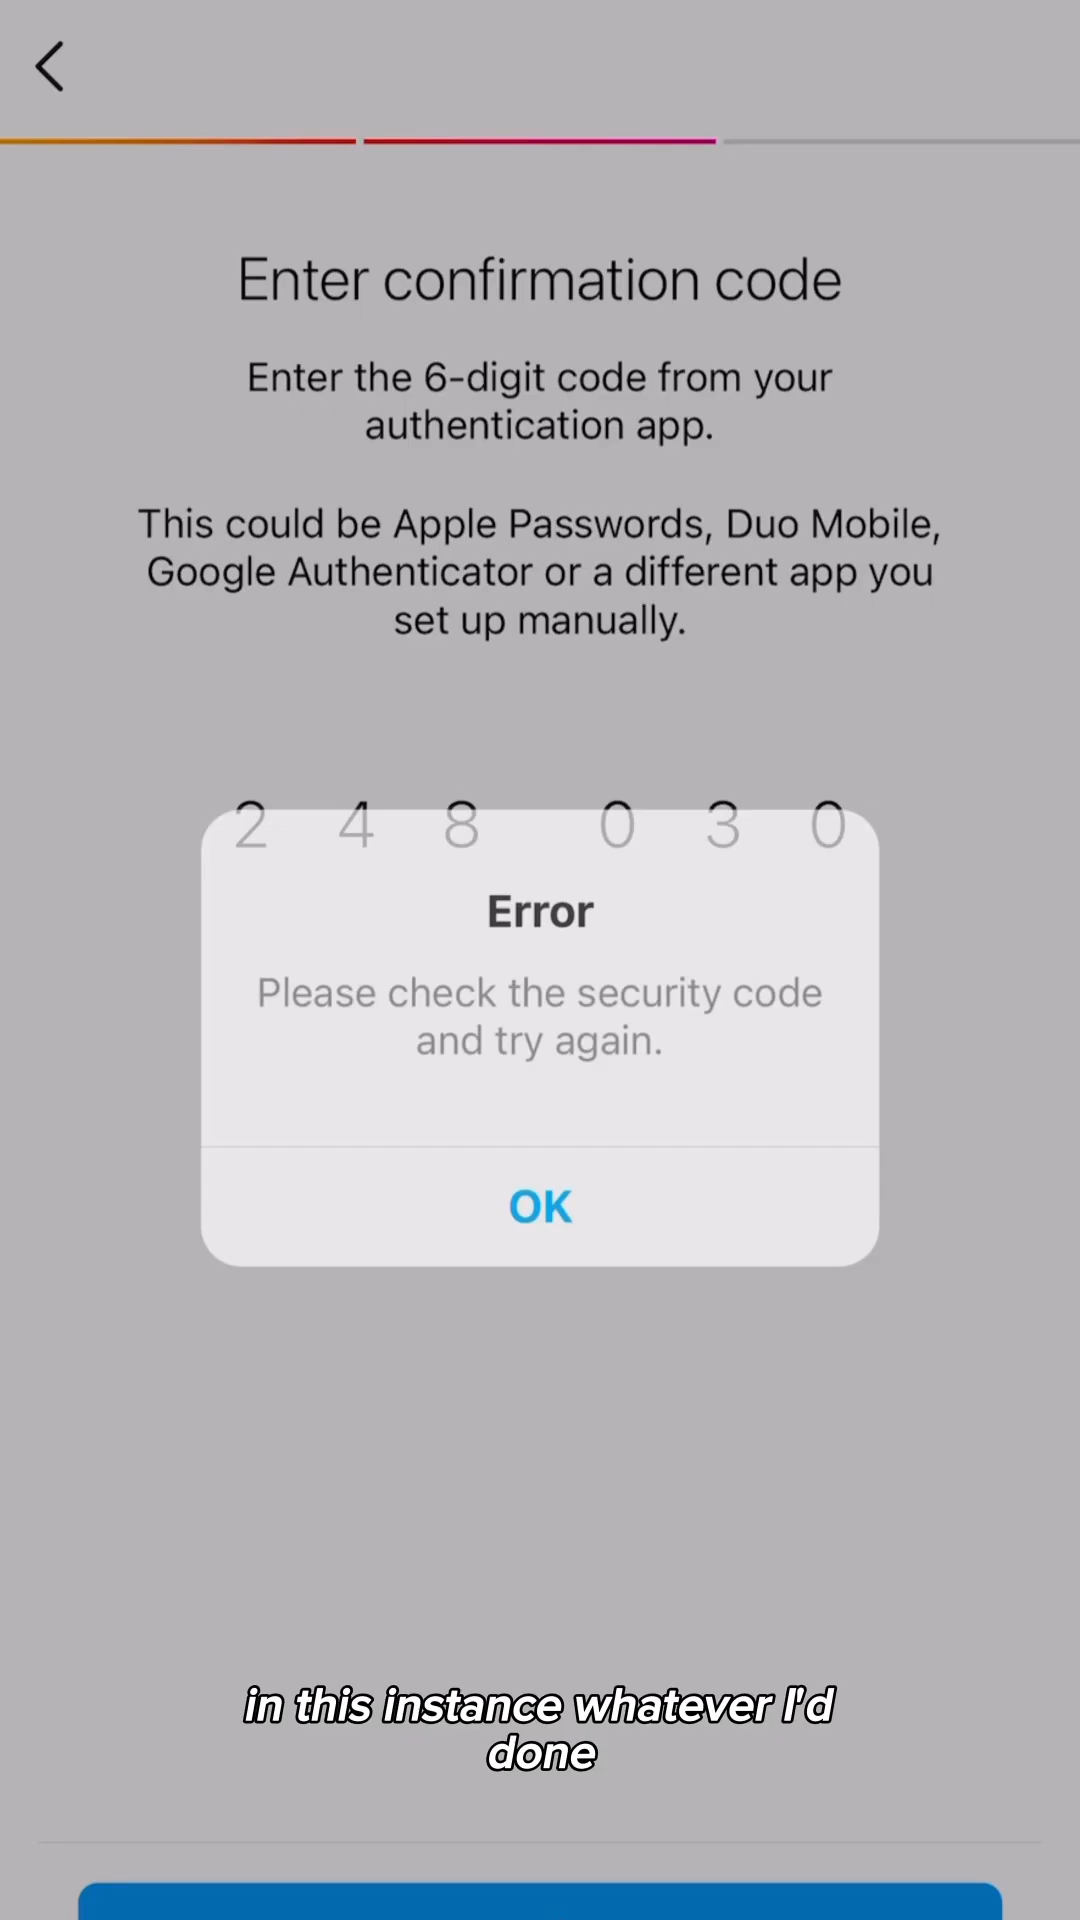 Enter confirmation code
Enter the 6-digit code from your
authentication app.
This could be Apple Passwords, Duo Mobile,
Google Authenticator or a different app you
set up manually.
2 4 8 0 3 0
Error
Please check the security code
and try again.
OK
in this instance whatever I'd
done